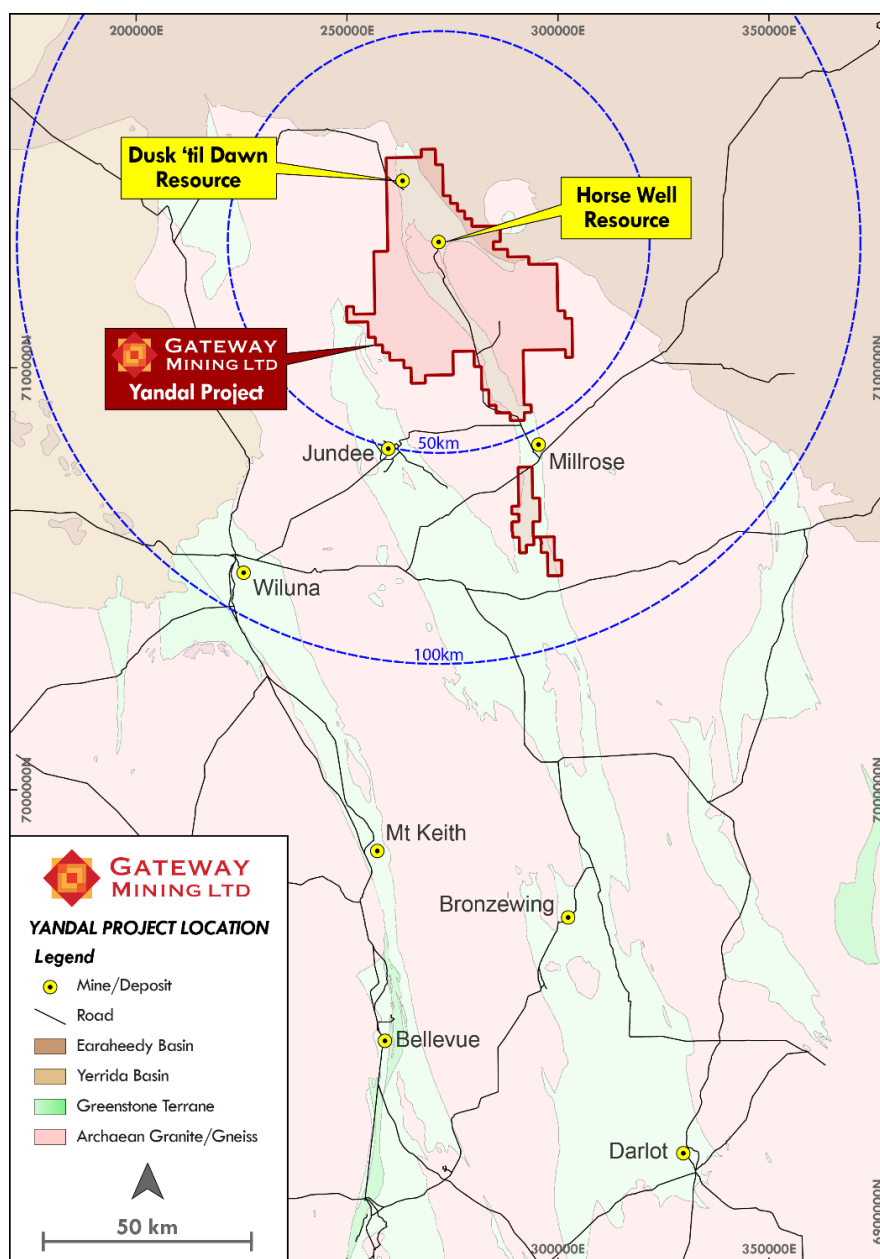 200000E
250000E
300000E
350000E
Dusk ‘til Dawn
Resource
Horse Well
Resource
GATEWAY
MINING LTD
Yandal Project
7100000N
7100000N
50km
Jundee
Millrose
Wiluna
100km
7000000N
7000000N
Mt Keith
Bronzewing
Bellevue
Darlot
GATEWAY
MINING LTD
YANDAL PROJECT LOCATION
Legend
Mine/Deposit
Road
Earaheedy Basin
Yerrida Basin
Greenstone Terrane
Archaean Granite/Gneiss
50 km
6900000N
300000E
350000E